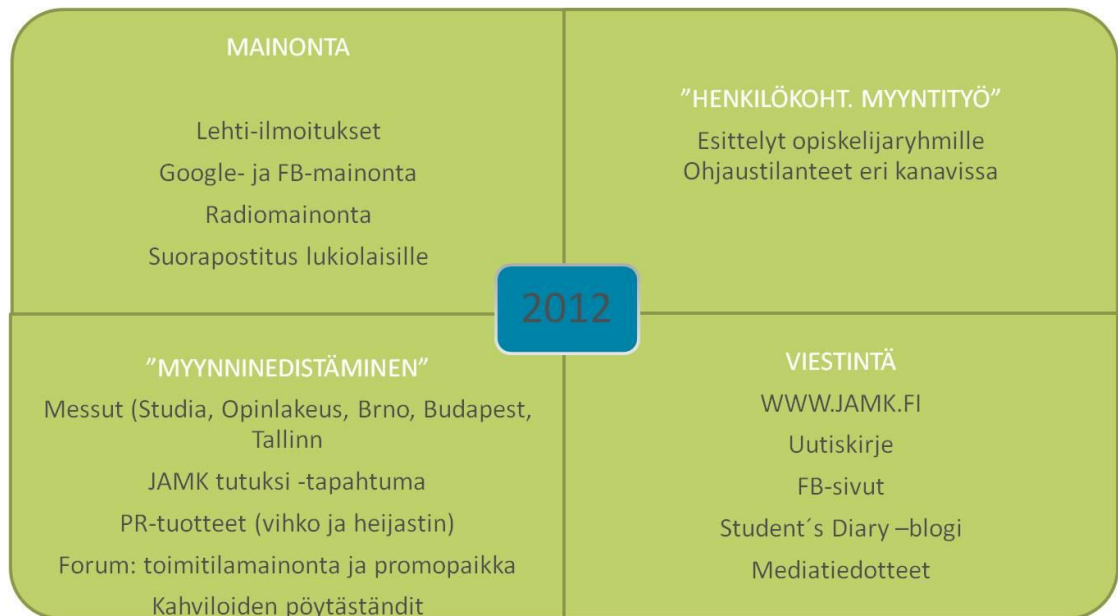 MAINONTA
Lehti-ilmoitukset
Google- ja FB-mainonta
Radiomainonta
Suorapostitus lukiolaisille
”HENKILÖKOHT. MYYNTITYÖ”
Esittelyt opiskelijaryhmille
Ohjaustilanteet eri kanavissa
2012
”MYYNNINEDISTÄMINEN”
Messut (Studia, Opinlakeus, Brno, Budapest,
Tallinn
JAMK tutuksi -tapahtuma
PR-tuotteet (vihko ja heijastin)
Forum: toimitilamainonta ja promopaikka
Kahviloiden pöytäständit
VIESTINTÄ
WWW.JAMK.FI
Uutiskirje
FB-sivut
Student´s Diary –blogi
Mediatiedotteet